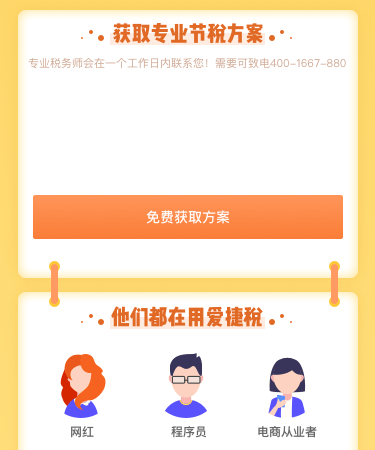 获取专业节税方案
专业税务师会在一个工作日内联系您！需要可致电400-1667-880
免费获取方案
他们都在用爱捷税
网红
程序员
电商从业者